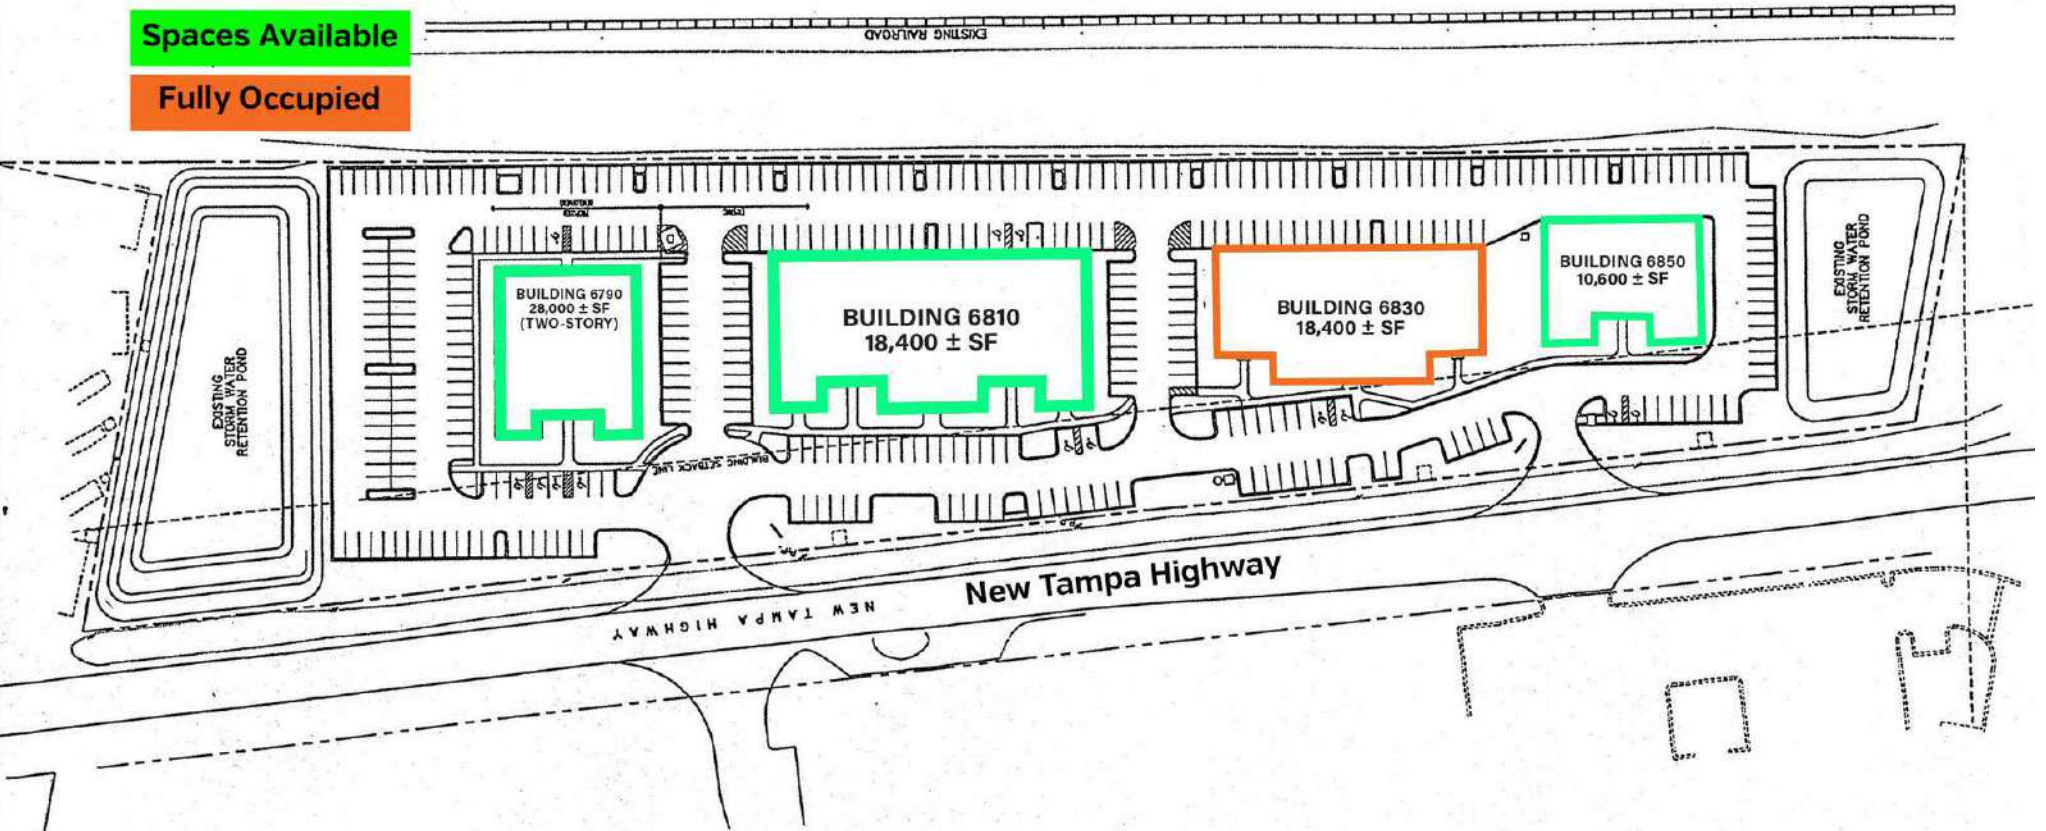 Spaces Available
Fully Occupied
EXISTING RAILROAD
BUILDING 6790
28,000 ± SF
(TWO-STORY)
BUILDING 6810
18,400 ± SF
BUILDING 6830
18,400 ± SF
BUILDING 6850
10,600 ± SF
EXISTING
STORM WATER
RETENTION POND
EXISTING
STORM WATER
RETENTION POND
BUILDING SETBACK LINE
New Tampa Highway
NEW TAMPA HIGHWAY